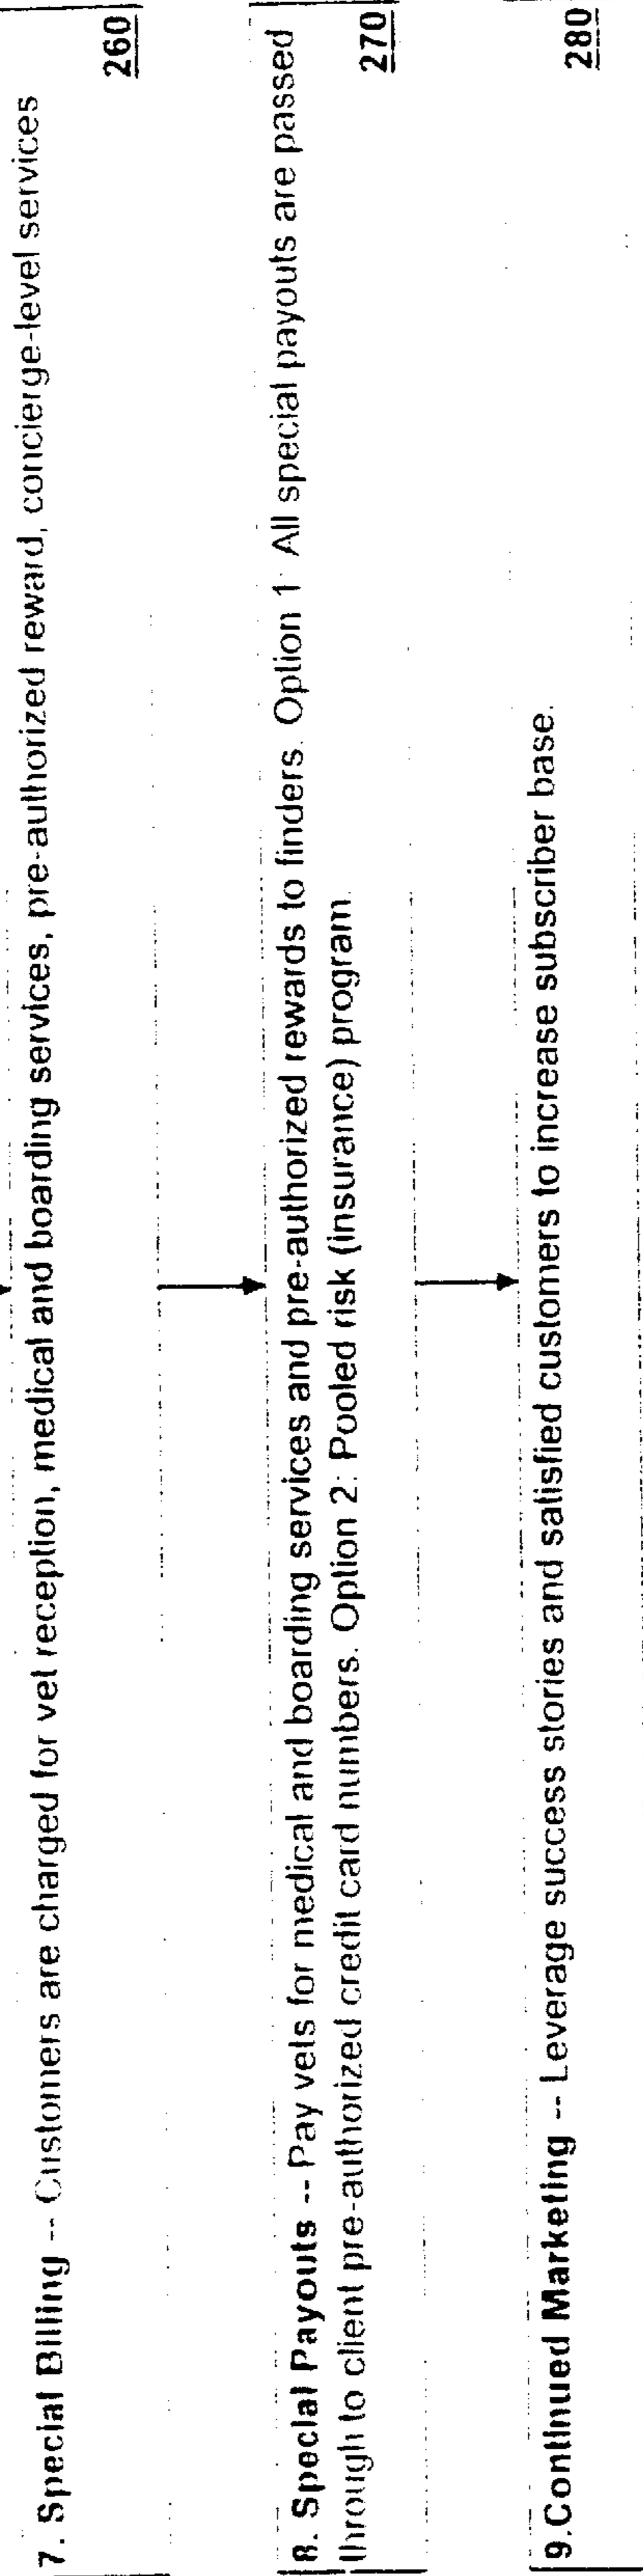 7. Special Billing -- Customers are charged for vet reception, medical and boarding services, pre-authorized reward, concierge-level services
260
8. Special Payouts -- Pay vets for medical and boarding services and pre-authorized rewards to finders. Option 1: All special payouts are passed
through to client pre-authorized credit card numbers. Option 2: Pooled risk (insurance) program.
270
9. Continued Marketing -- Leverage success stories and satisfied customers to increase subscriber base.
280